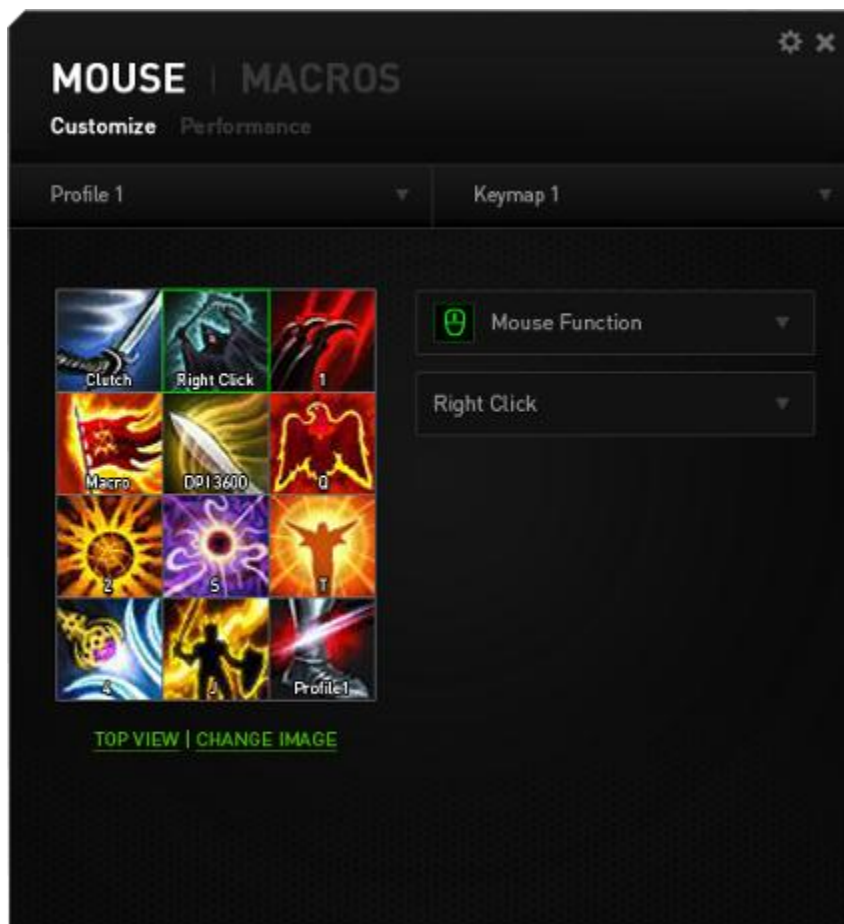 MOUSE | MACROS
Customize Performance
Profile 1 Keymap 1
Clutch Right Click 1
Mouse Function
Macro DPI 3600 Q
Right Click
2 5 T
4 J Profile1
TOP VIEW | CHANGE IMAGE